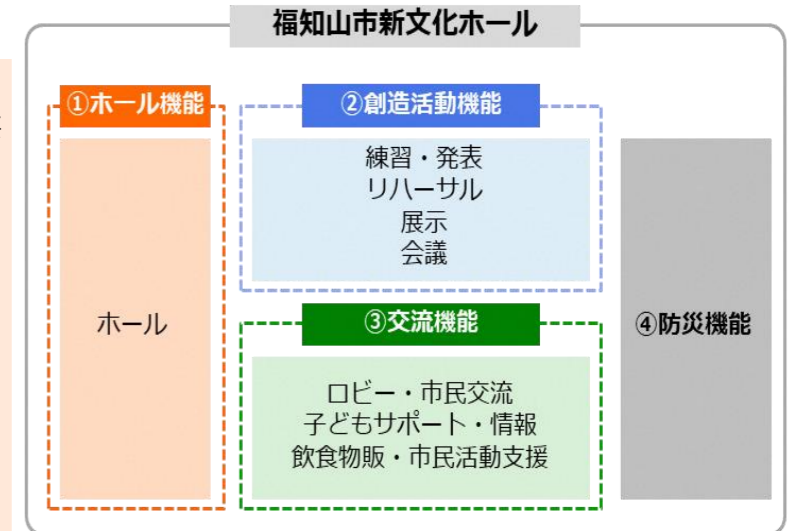 福知山市新文化ホール
①ホール機能
ホール
②創造活動機能
練習・発表
リハーサル
展示
会議
③交流機能
ロビー・市民交流
子どもサポート・情報
飲食物販・市民活動支援
④防災機能